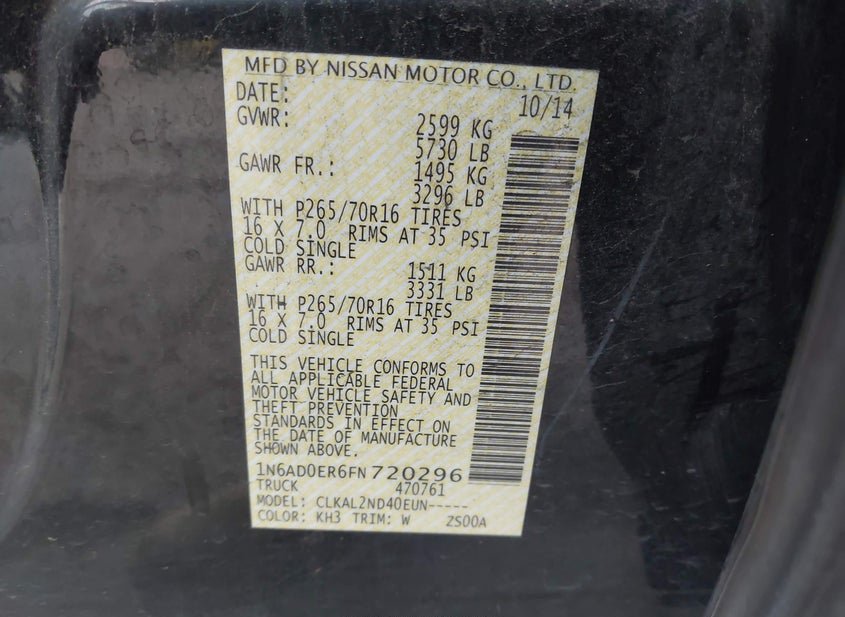 MFD BY NISSAN MOTOR CO., LTD.
DATE: 10/14
GVWR: 2599 KG
5730 LB
GAWR FR.: 1495 KG
3296 LB
WITH P265/70R16 TIRES
16 X 7.0 RIMS AT 35 PSI
COLD SINGLE
GAWR RR.: 1511 KG
3331 LB
WITH P265/70R16 TIRES
16 X 7.0 RIMS AT 35 PSI
COLD SINGLE
THIS VEHICLE CONFORMS TO
ALL APPLICABLE FEDERAL
MOTOR VEHICLE SAFETY AND
THEFT PREVENTION
STANDARDS IN EFFECT ON
THE DATE OF MANUFACTURE
SHOWN ABOVE.
1N6AD0ER6FN720296
TRUCK 470761
MODEL: CLKAL2ND40EUN-----
COLOR: KH3 TRIM: W ZS00A